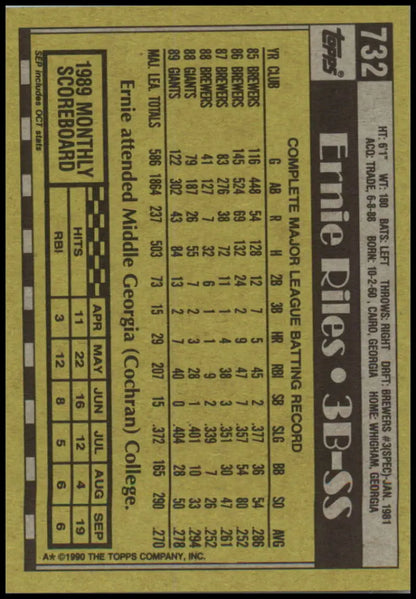 732
topps
HT: 6'1" WT: 180 BATS: LEFT THROWS: RIGHT DRFT: BREWERS #3(SPEC)-JAN. 1981
ACQ: TRADE, 6-8-88 BORN: 10-2-60, CAIRO, GEORGIA HOME: WHIGHAM, GEORGIA
Ernie Riles • 3B-SS
COMPLETE MAJOR LEAGUE BATTING RECORD
YR CLUB G AB R H 2B 3B HR RBI SB SLG BB SO AVG
85 BREWERS 116 448 54 128 12 7 5 45 2 .377 36 54 .286
86 BREWERS 145 524 69 132 24 2 9 47 7 .357 54 80 .252
87 BREWERS 83 276 38 72 11 1 4 38 3 .351 30 47 .261
88 BREWERS 41 127 7 32 6 1 1 9 2 .339 7 26 .252
88 GIANTS 79 187 26 55 7 2 3 28 1 .401 10 33 .294
89 GIANTS 122 302 43 84 13 2 7 40 0 .404 28 50 .278
MAJ. LEA. TOTALS 586 1864 237 503 73 15 29 207 15 .372 165 290 .270
Ernie attended Middle Georgia (Cochran) College.
1989 MONTHLY
SCOREBOARD
APR MAY JUN JUL AUG SEP
HITS 11 22 16 12 4 19
RBI 3 12 8 5 6 6
SEP includes OCT stats
A* ©1990 THE TOPPS COMPANY, INC.